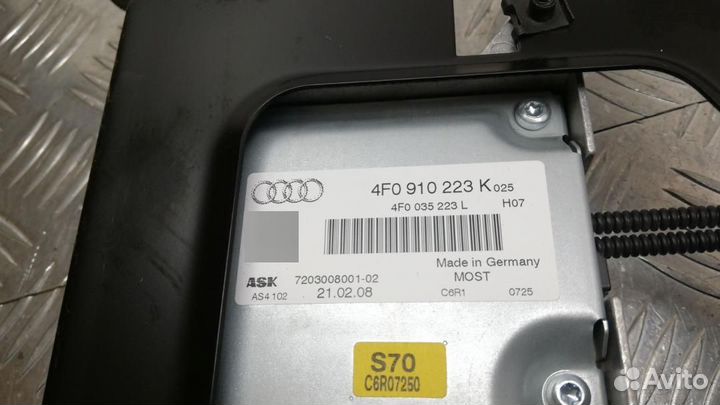 4F0 910 223 K 025
4F0 035 223 L H07
Made in Germany
ASK 7203008001-02 MOST
AS4 102 21.02.08 C6R1 0725
S70
C6R07250
Avito